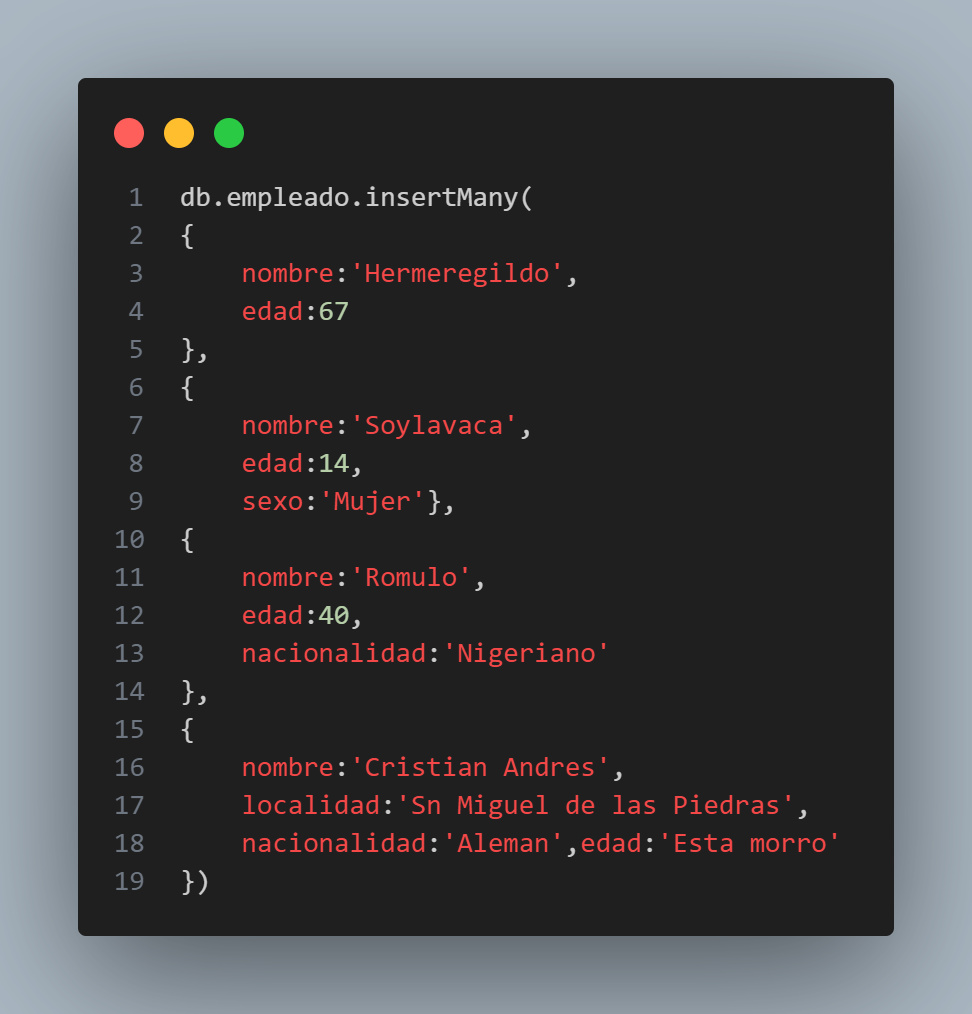 1 db.empleado.insertMany(
2 {
3     nombre:'Hermeregildo',
4     edad:67
5 },
6 {
7     nombre:'Soylavaca',
8     edad:14,
9     sexo:'Mujer'},
10 {
11     nombre:'Romulo',
12     edad:40,
13     nacionalidad:'Nigeriano'
14 },
15 {
16     nombre:'Cristian Andres',
17     localidad:'Sn Miguel de las Piedras',
18     nacionalidad:'Aleman',edad:'Esta morro'
19 })